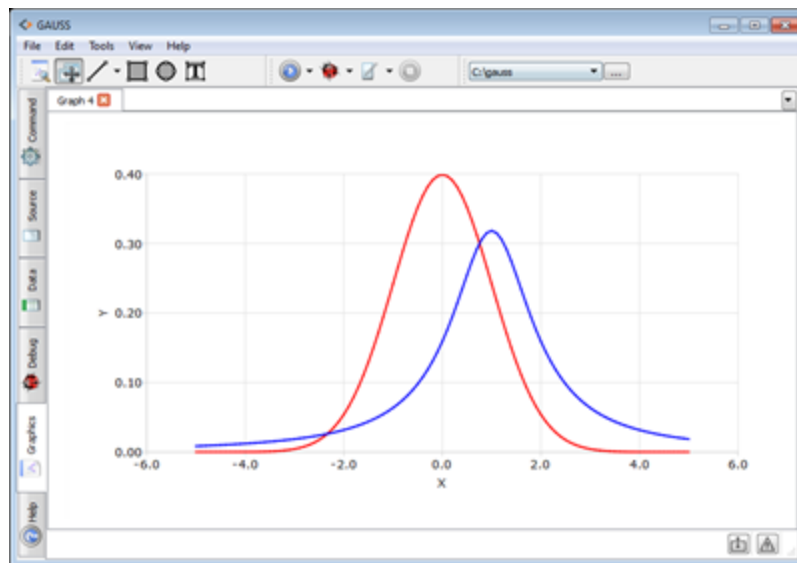 GAUSS
File Edit Tools View Help
T
C:\gauss ...
Graph 4
Command
Source
Data
Debug
Graphics
Help
0.40
0.30
Y 0.20
0.10
0.00
-6.0 -4.0 -2.0 0.0 2.0 4.0 6.0
X